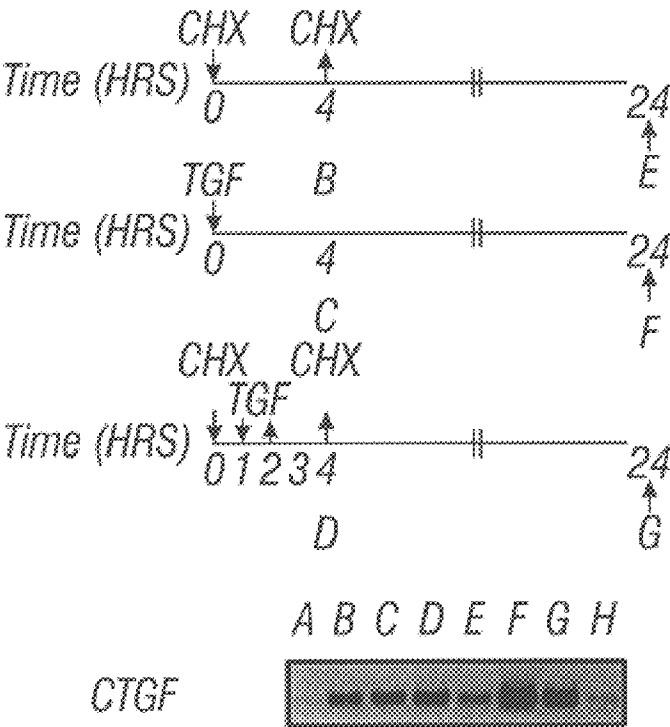 CHX CHX
Time (HRS) 0 4 24
E
TGF B
Time (HRS) 0 4 24
C F
CHX CHX
TGF
Time (HRS) 0 1 2 3 4 24
D G
A B C D E F G H
CTGF